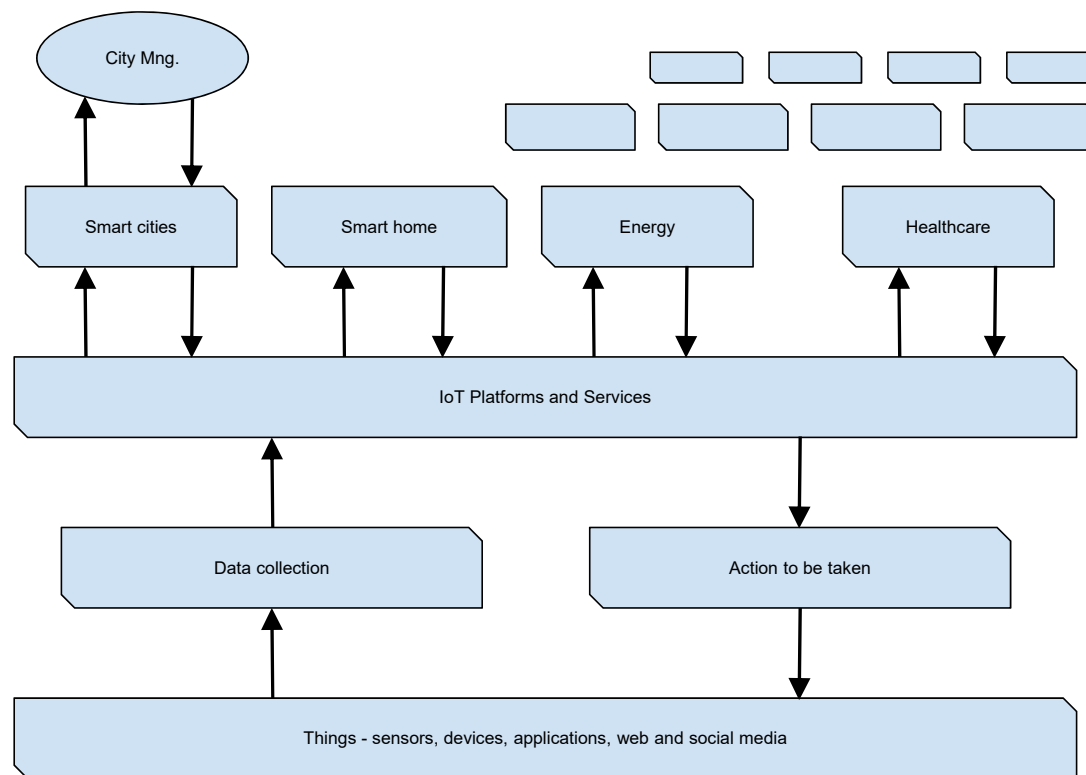 City Mng.
Smart cities
Smart home
Energy
Healthcare
IoT Platforms and Services
Data collection
Action to be taken
Things - sensors, devices, applications, web and social media